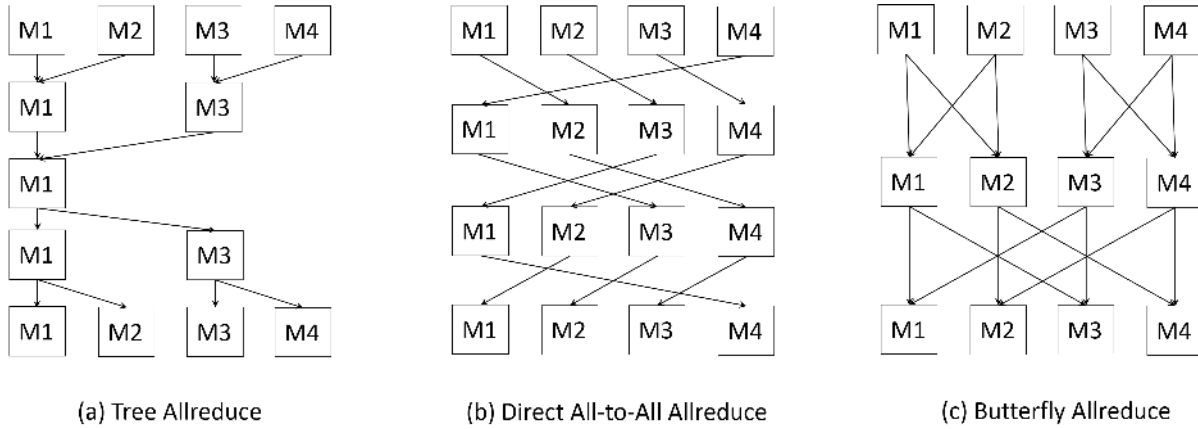 M1 M2 M3 M4
M1 M3
M1
M1 M3
M1 M2 M3 M4
(a) Tree Allreduce
M1 M2 M3 M4
M1 M2 M3 M4
M1 M2 M3 M4
M1 M2 M3 M4
(b) Direct All-to-All Allreduce
M1 M2 M3 M4
M1 M2 M3 M4
M1 M2 M3 M4
(c) Butterfly Allreduce